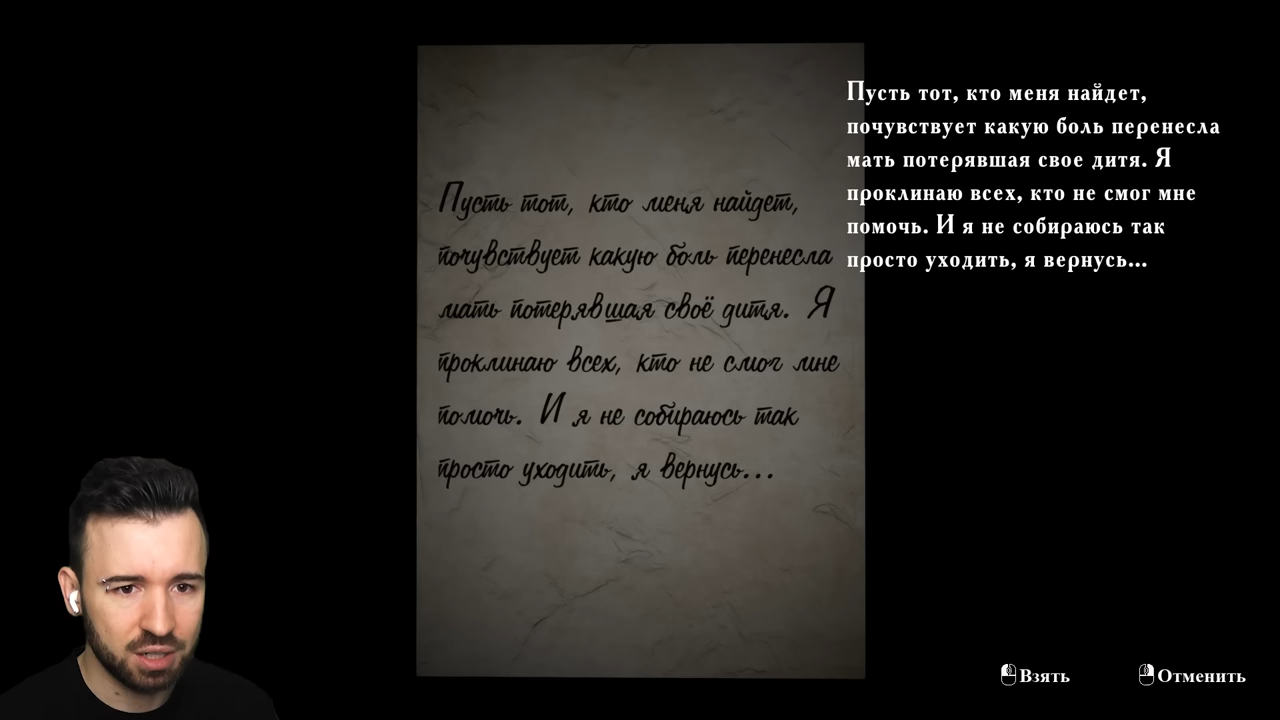 Пусть тот, кто меня найдет,
почувствует какую боль перенесла
мать потерявшая своё дитя. Я
проклинаю всех, кто не смог мне
помочь. И я не собираюсь так
просто уходить, я вернусь...
Пусть тот, кто меня найдет,
почувствует какую боль перенесла
мать потерявшая свое дитя. Я
проклинаю всех, кто не смог мне
помочь. И я не собираюсь так
просто уходить, я вернусь...
Взять
Отменить